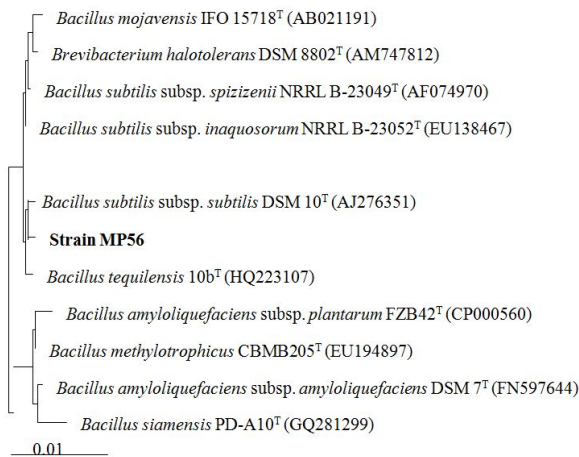 Bacillus mojavensis IFO 15718T (AB021191)
Brevibacterium halotolerans DSM 8802T (AM747812)
Bacillus subtilis subsp. spizizenii NRRL B-23049T (AF074970)
Bacillus subtilis subsp. inaquosorum NRRL B-23052T (EU138467)
Bacillus subtilis subsp. subtilis DSM 10T (AJ276351)
Strain MP56
Bacillus tequilensis 10bT (HQ223107)
Bacillus amyloliquefaciens subsp. plantarum FZB42T (CP000560)
Bacillus methylotrophicus CBMB205T (EU194897)
Bacillus amyloliquefaciens subsp. amyloliquefaciens DSM 7T (FN597644)
Bacillus siamensis PD-A10T (GQ281299)
0.01